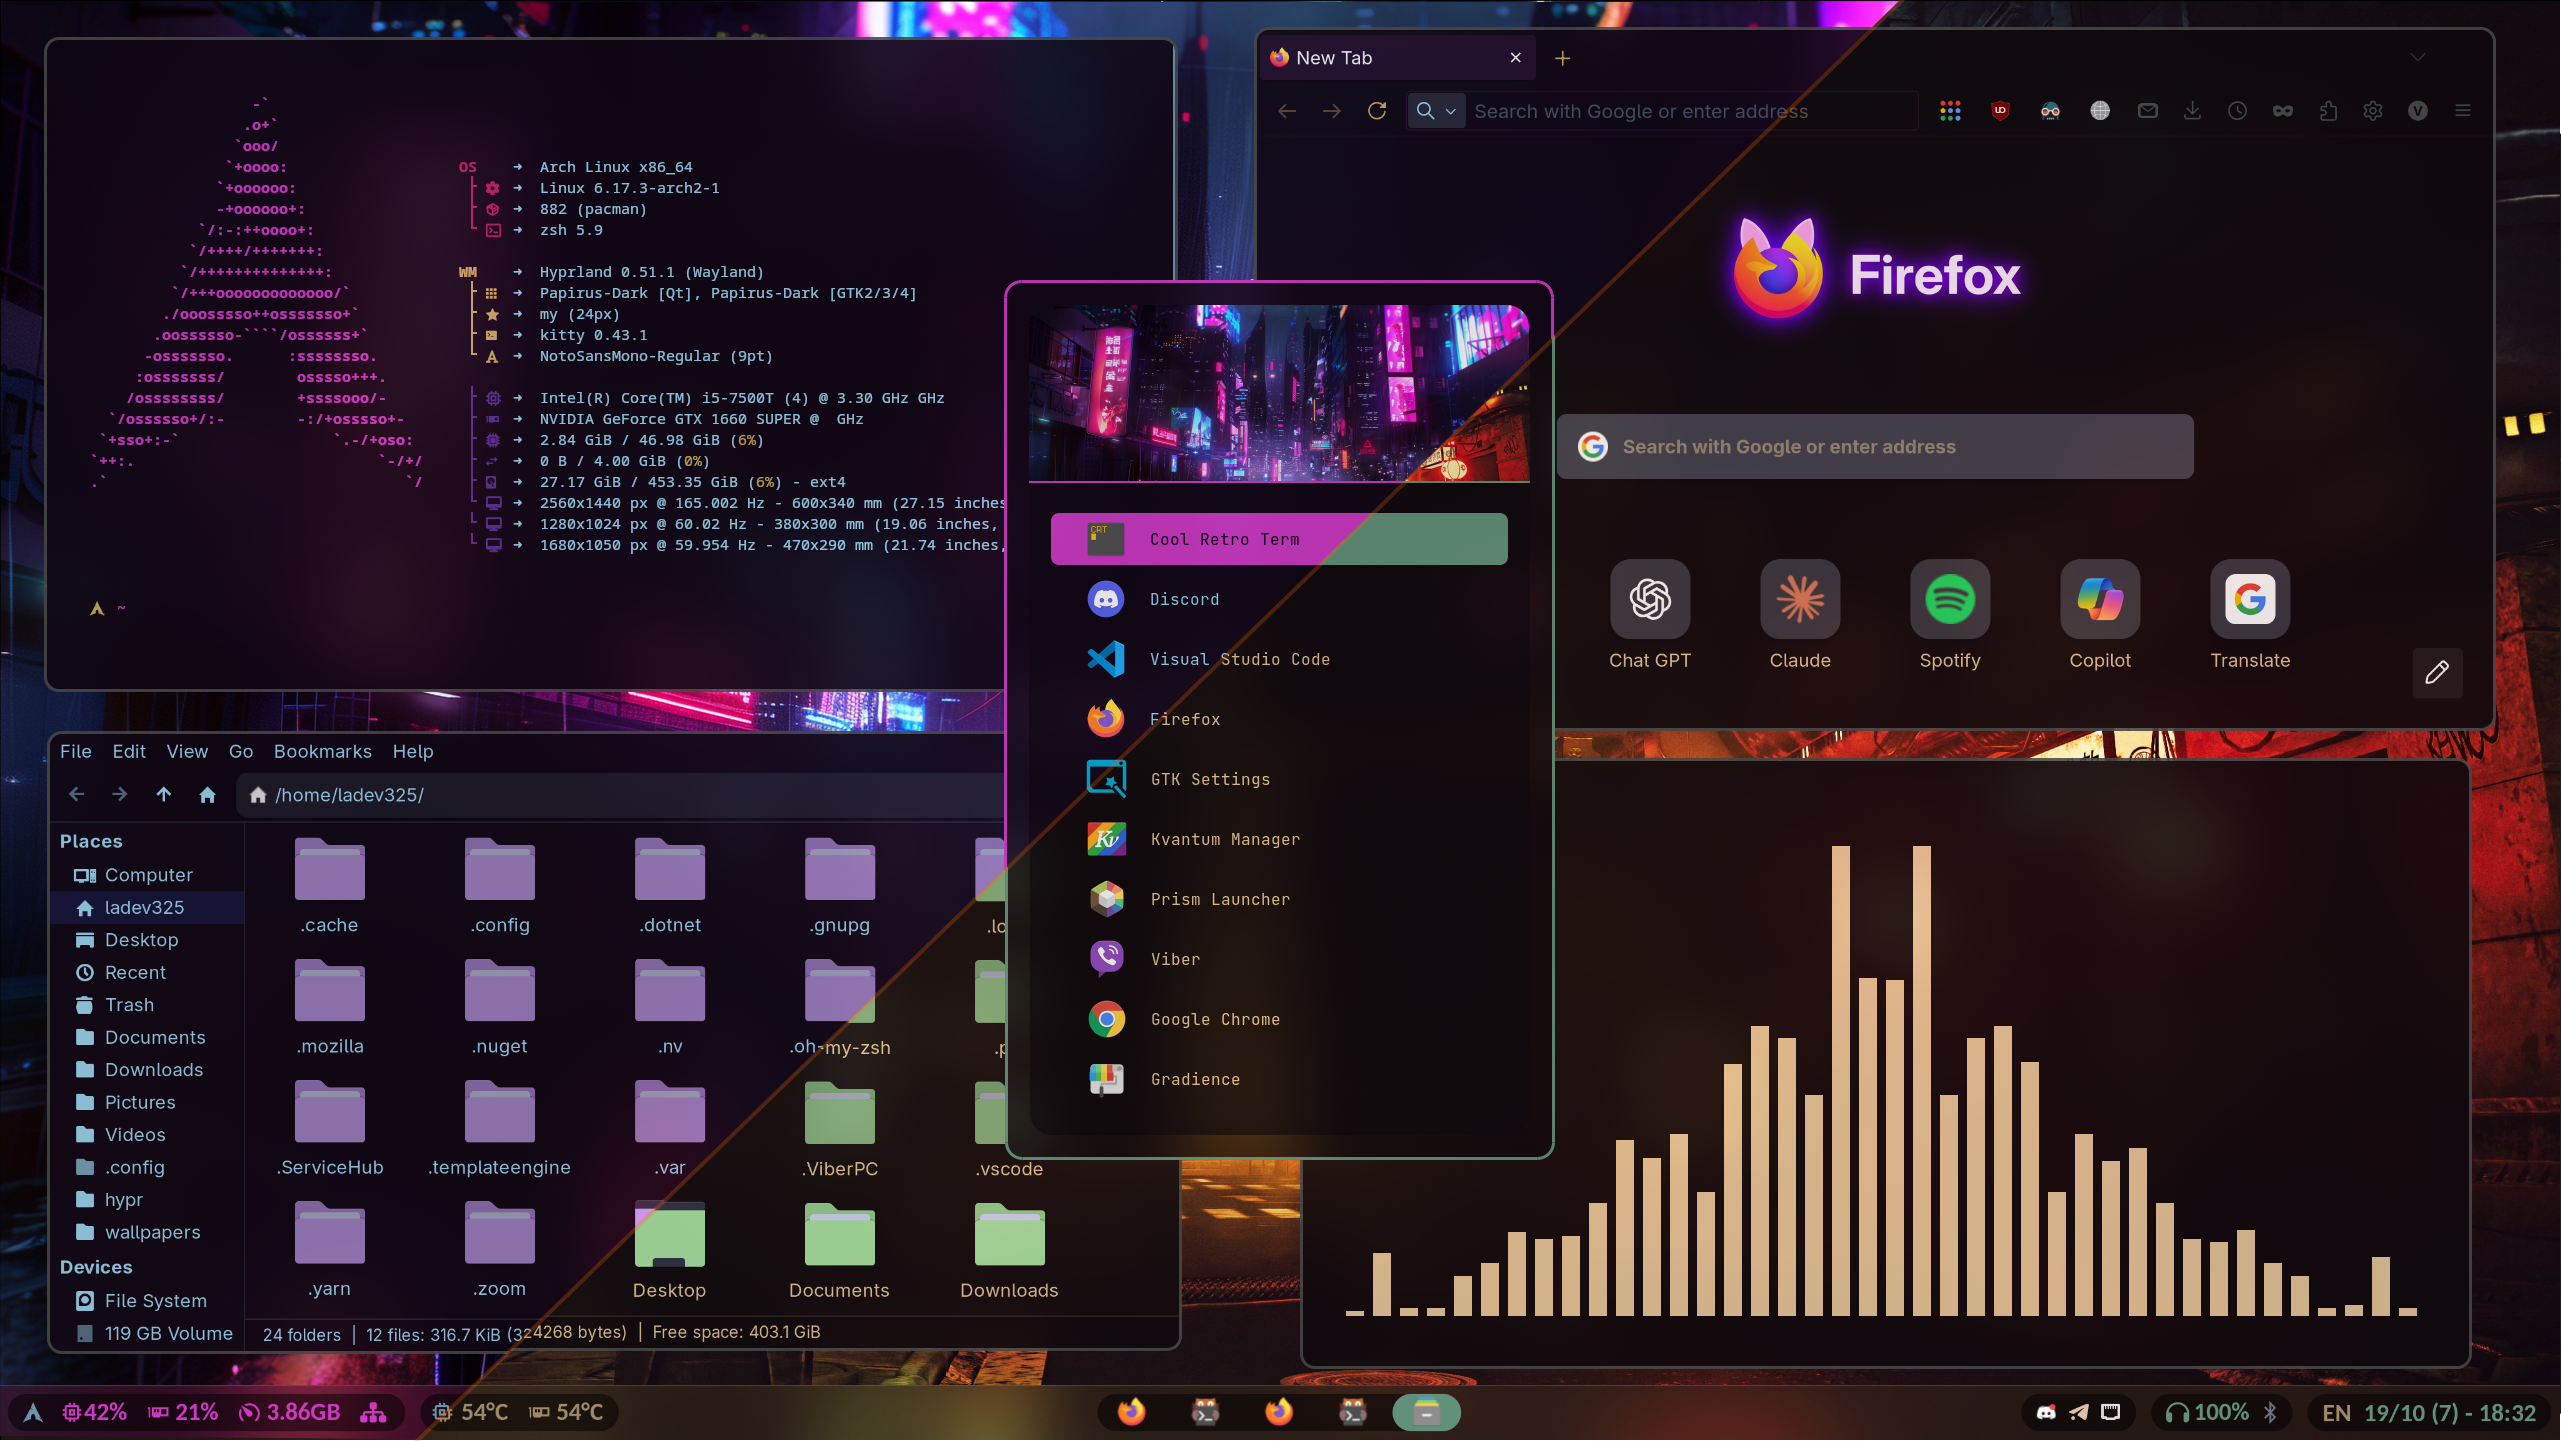 OS ➜ Arch Linux x86_64
➜ Linux 6.17.3-arch2-1
➜ 882 (pacman)
➜ zsh 5.9
WM ➜ Hyprland 0.51.1 (Wayland)
➜ Papirus-Dark [Qt], Papirus-Dark [GTK2/3/4]
➜ my (24px)
➜ kitty 0.43.1
➜ NotoSansMono-Regular (9pt)
➜ Intel(R) Core(TM) i5-7500T (4) @ 3.30 GHz GHz
➜ NVIDIA GeForce GTX 1660 SUPER @  GHz
➜ 2.84 GiB / 46.98 GiB (6%)
➜ 0 B / 4.00 GiB (0%)
➜ 27.17 GiB / 453.35 GiB (6%) - ext4
➜ 2560x1440 px @ 165.002 Hz - 600x340 mm (27.15 inches
➜ 1280x1024 px @ 60.02 Hz - 380x300 mm (19.06 inches,
➜ 1680x1050 px @ 59.954 Hz - 470x290 mm (21.74 inches,
~
New Tab
Search with Google or enter address
Firefox
Search with Google or enter address
Chat GPT Claude Spotify Copilot Translate
CRT
Cool Retro Term
Discord
Visual Studio Code
Firefox
GTK Settings
Kv
Kvantum Manager
Prism Launcher
Viber
Google Chrome
Gradience
File Edit View Go Bookmarks Help
/home/ladev325/
Places
Computer
ladev325
Desktop
Recent
Trash
Documents
Downloads
Pictures
Videos
.config
hypr
wallpapers
Devices
File System
119 GB Volume
.cache .config .dotnet .gnupg .lo
.mozilla .nuget .nv .oh-my-zsh .p
.ServiceHub .templateengine .var .ViberPC .vscode
.yarn .zoom Desktop Documents Downloads
24 folders | 12 files: 316.7 KiB (324268 bytes) | Free space: 403.1 GiB
42% 21% 3.86GB 54°C 54°C
100% EN 19/10 (7) - 18:32